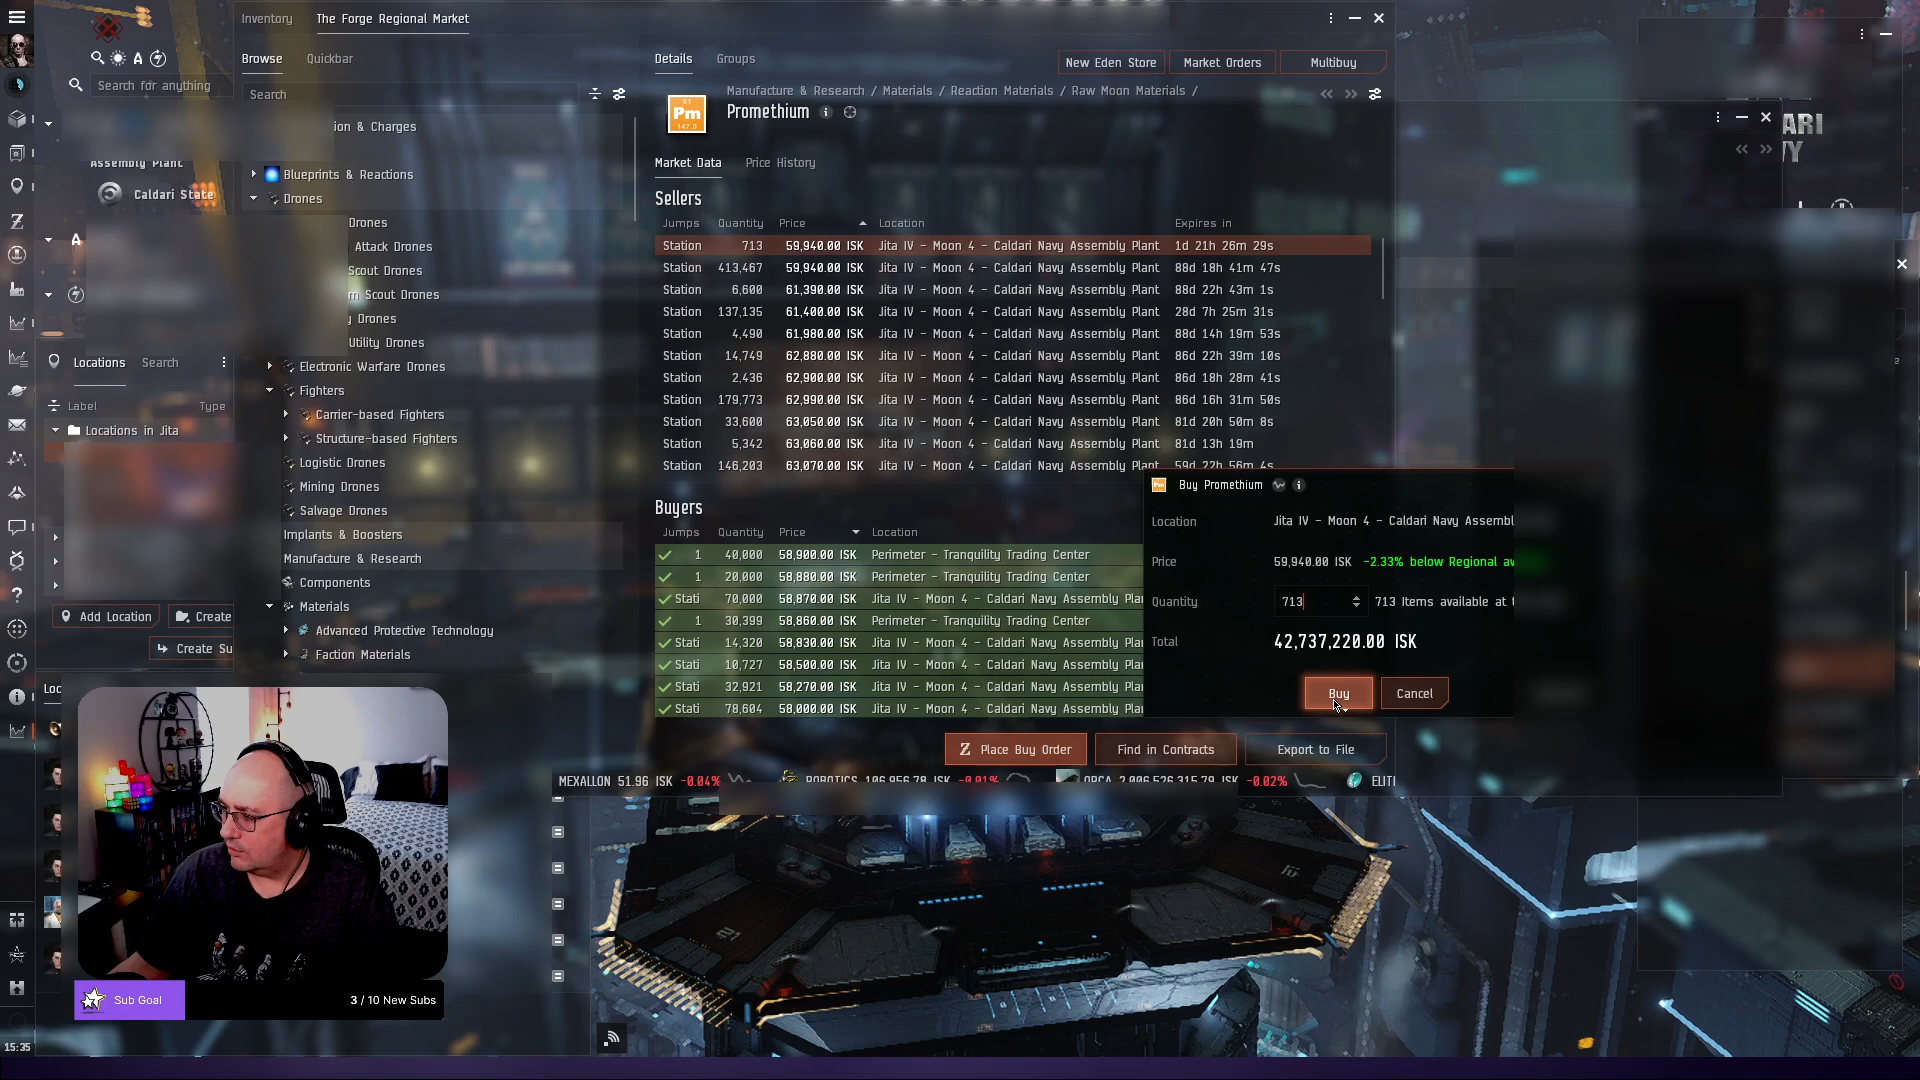 Inventory
The Forge Regional Market
Search for anything
Assembly Plant
Caldari State
A
Locations
Search
Label
Type
Locations in Jita
Add Location
Create
Create Su
Browse
Quickbar
Search
ion & Charges
Blueprints & Reactions
Drones
Drones
Attack Drones
Scout Drones
m Scout Drones
y Drones
Utility Drones
Electronic Warfare Drones
Fighters
Carrier-based Fighters
Structure-based Fighters
Logistic Drones
Mining Drones
Salvage Drones
Implants & Boosters
Manufacture & Research
Components
Materials
Advanced Protective Technology
Faction Materials
Details
Groups
New Eden Store
Market Orders
Multibuy
Manufacture & Research / Materials / Reaction Materials / Raw Moon Materials /
61
Pm
147.0
Promethium
Market Data
Price History
Sellers
Jumps Quantity Price Location Expires in
Station 713 59,940.00 ISK Jita IV - Moon 4 - Caldari Navy Assembly Plant 1d 21h 26m 29s
Station 413,467 59,940.00 ISK Jita IV - Moon 4 - Caldari Navy Assembly Plant 88d 18h 41m 47s
Station 6,600 61,390.00 ISK Jita IV - Moon 4 - Caldari Navy Assembly Plant 88d 22h 43m 1s
Station 137,135 61,400.00 ISK Jita IV - Moon 4 - Caldari Navy Assembly Plant 28d 7h 25m 31s
Station 4,490 61,980.00 ISK Jita IV - Moon 4 - Caldari Navy Assembly Plant 88d 14h 19m 53s
Station 14,749 62,880.00 ISK Jita IV - Moon 4 - Caldari Navy Assembly Plant 86d 22h 39m 10s
Station 2,436 62,900.00 ISK Jita IV - Moon 4 - Caldari Navy Assembly Plant 86d 18h 28m 41s
Station 179,773 62,990.00 ISK Jita IV - Moon 4 - Caldari Navy Assembly Plant 86d 16h 31m 50s
Station 33,600 63,050.00 ISK Jita IV - Moon 4 - Caldari Navy Assembly Plant 81d 20h 50m 8s
Station 5,342 63,060.00 ISK Jita IV - Moon 4 - Caldari Navy Assembly Plant 81d 13h 19m
Station 146,203 63,070.00 ISK Jita IV - Moon 4 - Caldari Navy Assembly Plant 59d 22h 56m 4s
Buyers
Jumps Quantity Price Location
1 40,000 58,900.00 ISK Perimeter - Tranquility Trading Center
1 20,000 58,880.00 ISK Perimeter - Tranquility Trading Center
Stati 70,000 58,870.00 ISK Jita IV - Moon 4 - Caldari Navy Assembly Pla
1 30,399 58,860.00 ISK Perimeter - Tranquility Trading Center
Stati 14,320 58,830.00 ISK Jita IV - Moon 4 - Caldari Navy Assembly Pla
Stati 10,727 58,500.00 ISK Jita IV - Moon 4 - Caldari Navy Assembly Pla
Stati 32,921 58,270.00 ISK Jita IV - Moon 4 - Caldari Navy Assembly Pla
Stati 78,604 58,000.00 ISK Jita IV - Moon 4 - Caldari Navy Assembly Pla
Buy Promethium
Location Jita IV - Moon 4 - Caldari Navy Assembl
Price 59,940.00 ISK -2.33% below Regional av
Quantity 713 713 Items available at t
Total 42,737,220.00 ISK
Buy
Cancel
Place Buy Order
Find in Contracts
Export to File
MEXALLON 51.96 ISK -0.04% ROBOTICS 106,956.78 ISK -0.01% ORCA 2,006,526,315.79 ISK -0.02% ELITE
Loc
Sub Goal
3 / 10 New Subs
15:35